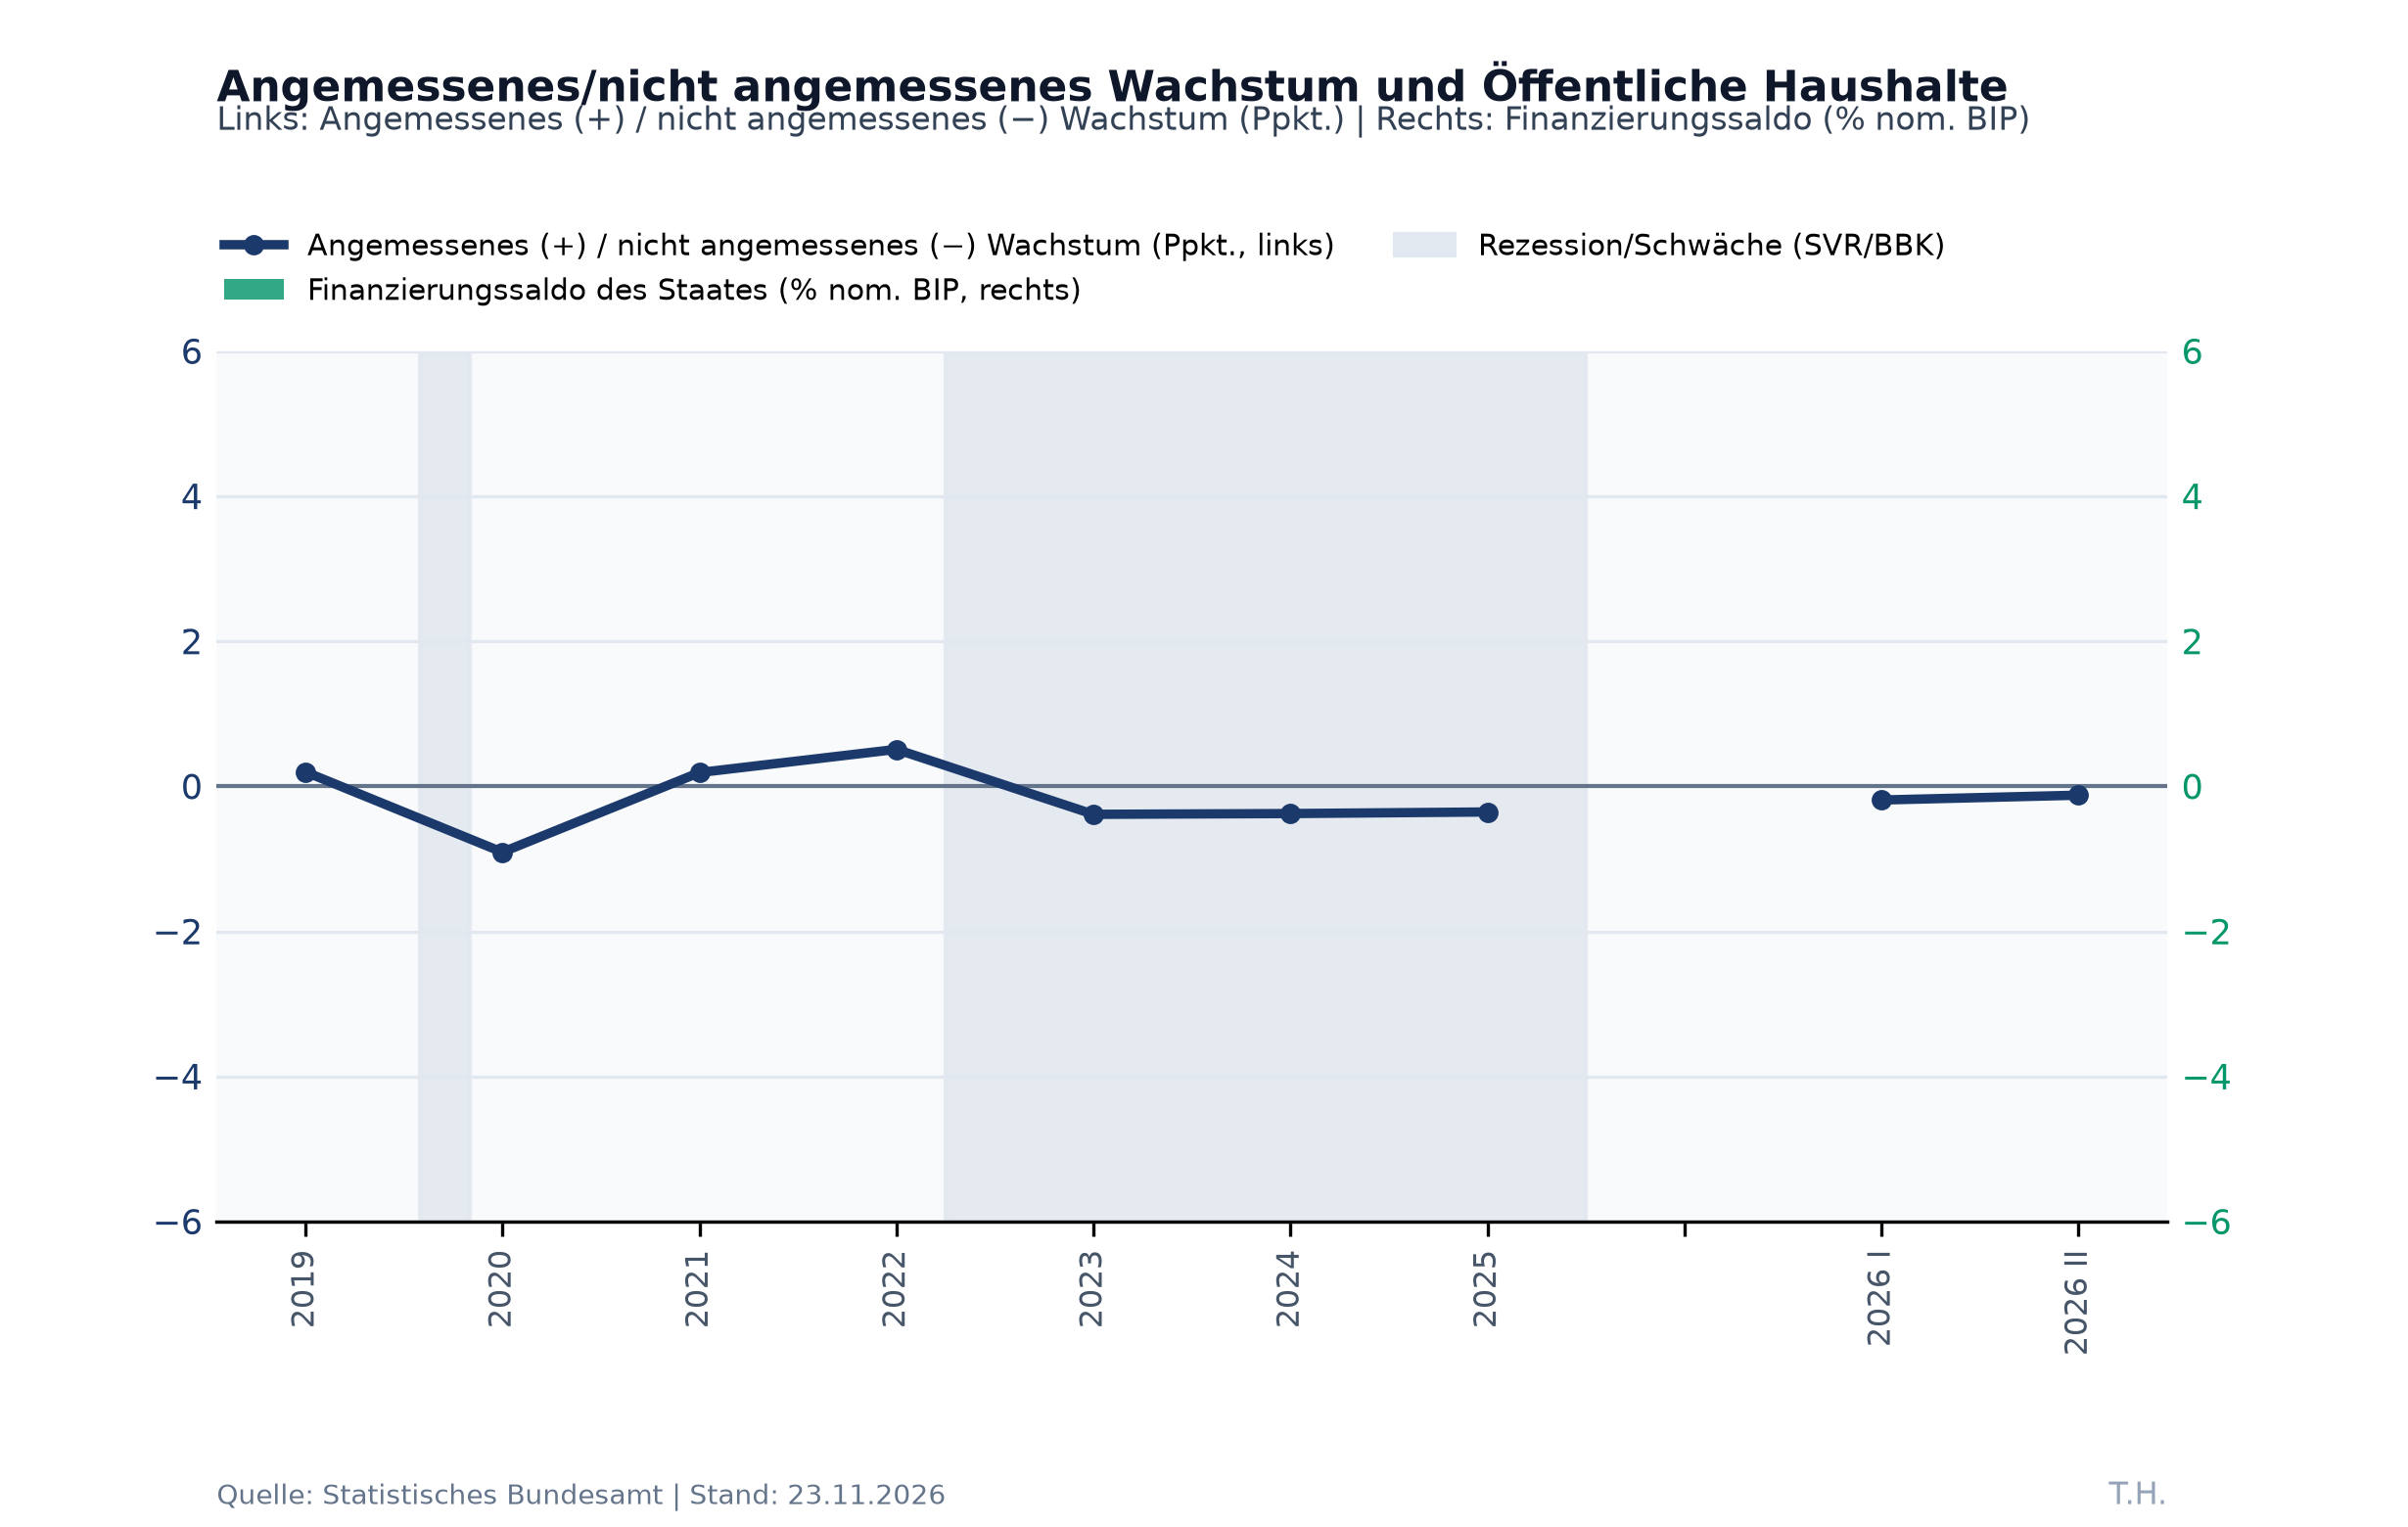 Angemessenes/nicht angemessenes Wachstum und Öffentliche Haushalte
Links: Angemessenes (+) / nicht angemessenes (−) Wachstum (Ppkt.) | Rechts: Finanzierungssaldo (% nom. BIP)
Angemessenes (+) / nicht angemessenes (−) Wachstum (Ppkt., links)
Rezession/Schwäche (SVR/BBK)
Finanzierungssaldo des Staates (% nom. BIP, rechts)
6 6
4 4
2 2
0 0
−2 −2
−4 −4
−6 −6
2019 2020 2021 2022 2023 2024 2025 2026 I 2026 II
Quelle: Statistisches Bundesamt | Stand: 23.11.2026
T.H.